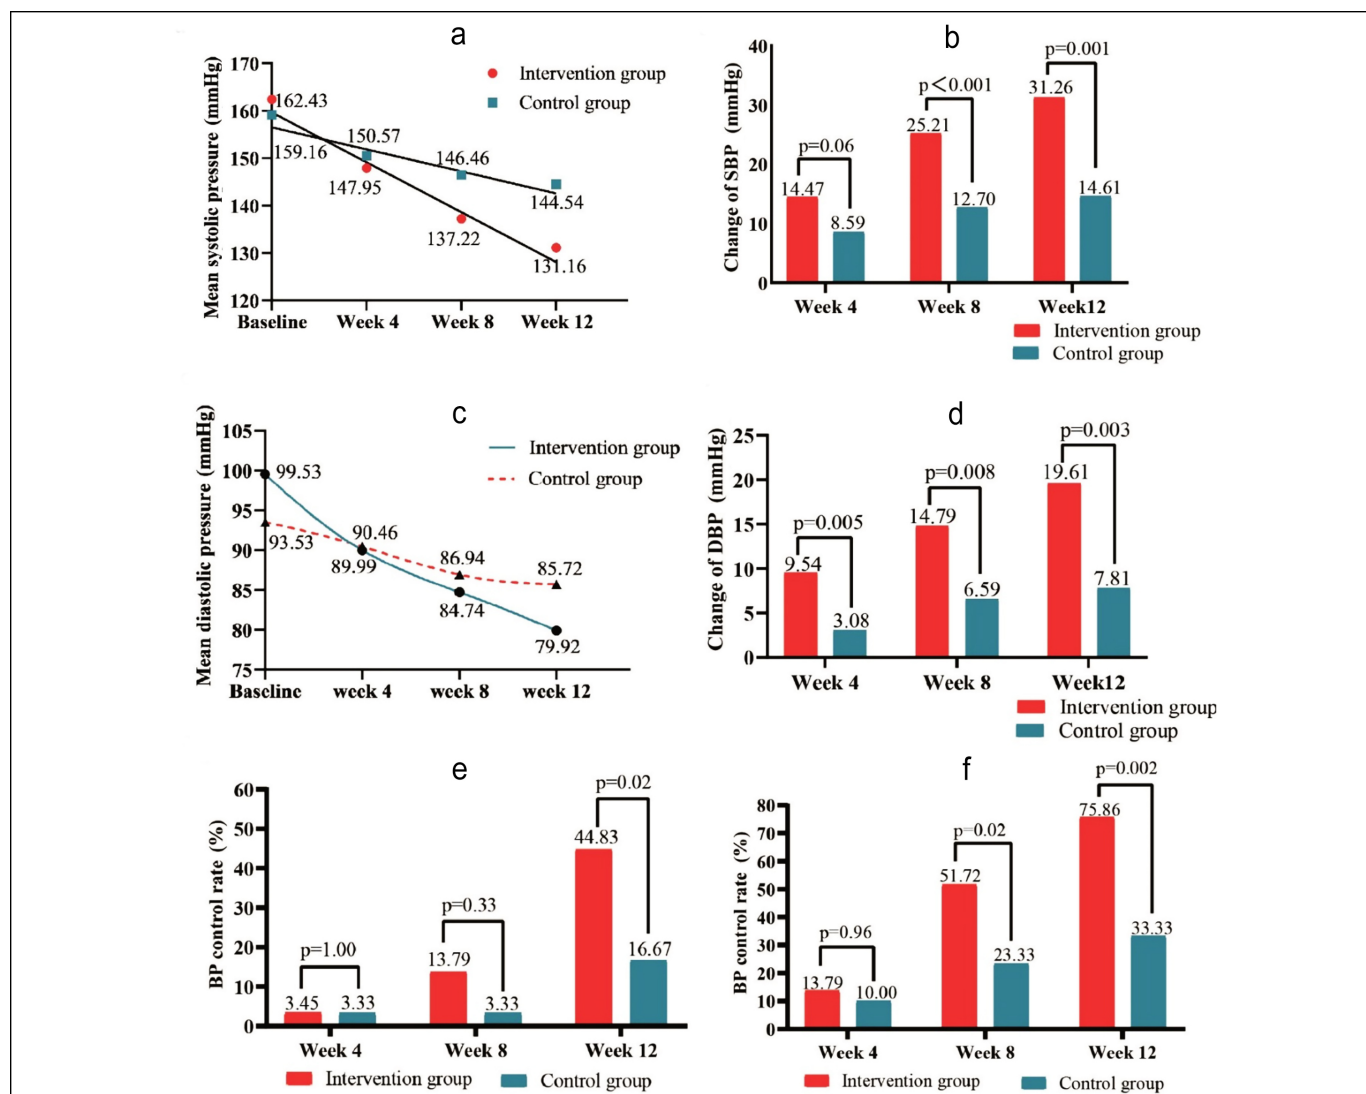 a
Mean systolic pressure (mmHg)
170
160
150
140
130
120
Intervention group
Control group
162.43
159.16
150.57
147.95
146.46
137.22
144.54
131.16
Baseline Week 4 Week 8 Week 12
b
Change of SBP (mmHg)
40
30
20
10
0
p=0.06
p<0.001
p=0.001
14.47
8.59
25.21
12.70
31.26
14.61
Week 4 Week 8 Week12
Intervention group
Control group
c
Mean diastolic pressure (mmHg)
105
100
95
90
85
80
75
Intervention group
Control group
99.53
93.53
90.46
89.99
86.94
84.74
85.72
79.92
Baseline week 4 week 8 week 12
d
Change of DBP (mmHg)
25
20
15
10
5
0
p=0.005
p=0.008
p=0.003
9.54
3.08
14.79
6.59
19.61
7.81
Week 4 Week 8 Week12
Intervention group
Control group
e
BP control rate (%)
60
50
40
30
20
10
0
p=1.00
p=0.33
p=0.02
3.45
3.33
13.79
3.33
44.83
16.67
Week 4 Week 8 Week 12
Intervention group Control group
f
BP control rate (%)
80
70
60
50
40
30
20
10
0
p=0.96
p=0.02
p=0.002
13.79
10.00
51.72
23.33
75.86
33.33
Week 4 Week 8 Week 12
Intervention group Control group